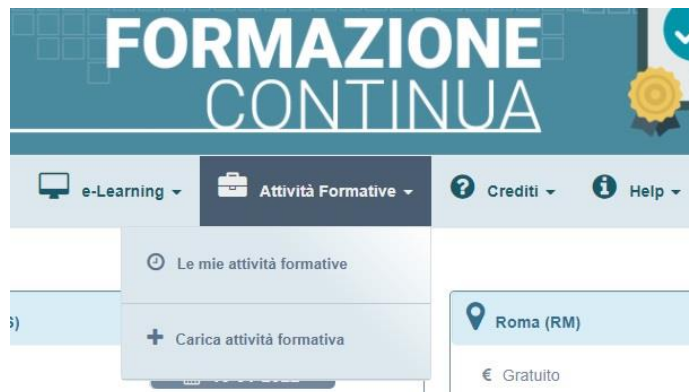 FORMAZIONE
CONTINUA
e-Learning
Attività Formative
Crediti
Help
Le mie attività formative
Carica attività formativa
Roma (RM)
€ Gratuito